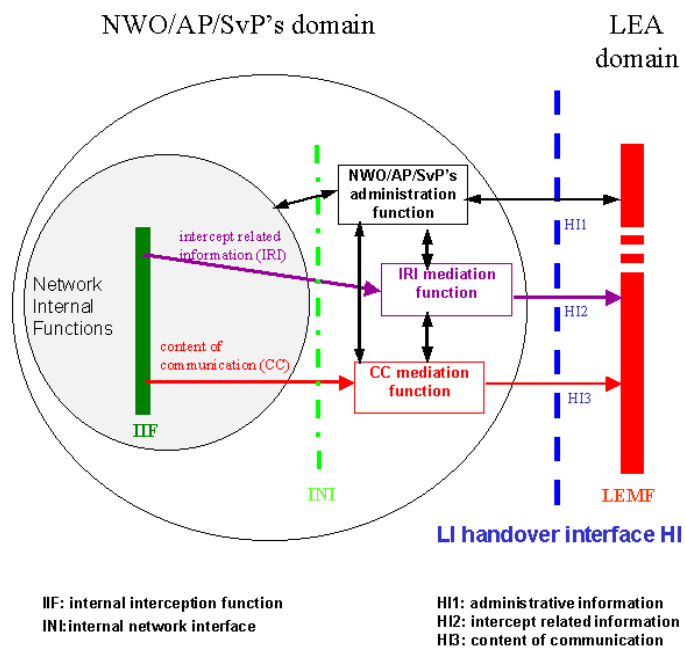 NWO/AP/SvP's domain
LEA
domain
NWO/AP/SvP's
administration
function
HI1
intercept related
information (IRI)
IRI mediation
function
HI2
Network
Internal
Functions
content of
communication (CC)
CC mediation
function
HI3
IIF
INI
LEMF
LI handover interface HI
IIF: internal interception function
INI:internal network interface
HI1: administrative information
HI2: intercept related information
HI3: content of communication